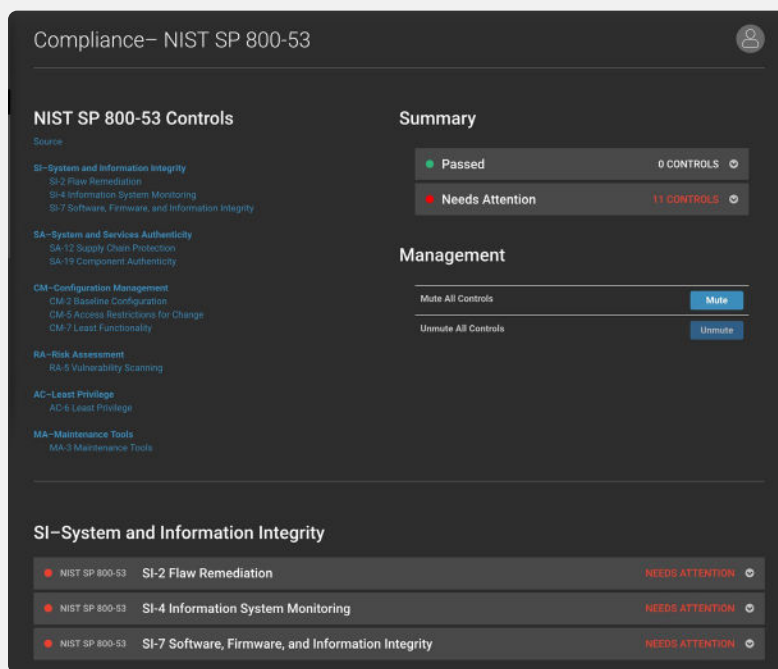 Compliance– NIST SP 800-53
NIST SP 800-53 Controls
Source
SI–System and Information Integrity
SI-2 Flaw Remediation
SI-4 Information System Monitoring
SI-7 Software, Firmware, and Information Integrity
SA–System and Services Authenticity
SA-12 Supply Chain Protection
SA-19 Component Authenticity
CM–Configuration Management
CM-2 Baseline Configuration
CM-5 Access Restrictions for Change
CM-7 Least Functionality
RA–Risk Assessment
RA-5 Vulnerability Scanning
AC–Least Privilege
AC-6 Least Privilege
MA–Maintenance Tools
MA-3 Maintenance Tools
Summary
Passed 0 CONTROLS
Needs Attention 11 CONTROLS
Management
Mute All Controls Mute
Unmute All Controls Unmute
SI–System and Information Integrity
NIST SP 800-53 SI-2 Flaw Remediation NEEDS ATTENTION
NIST SP 800-53 SI-4 Information System Monitoring NEEDS ATTENTION
NIST SP 800-53 SI-7 Software, Firmware, and Information Integrity NEEDS ATTENTION